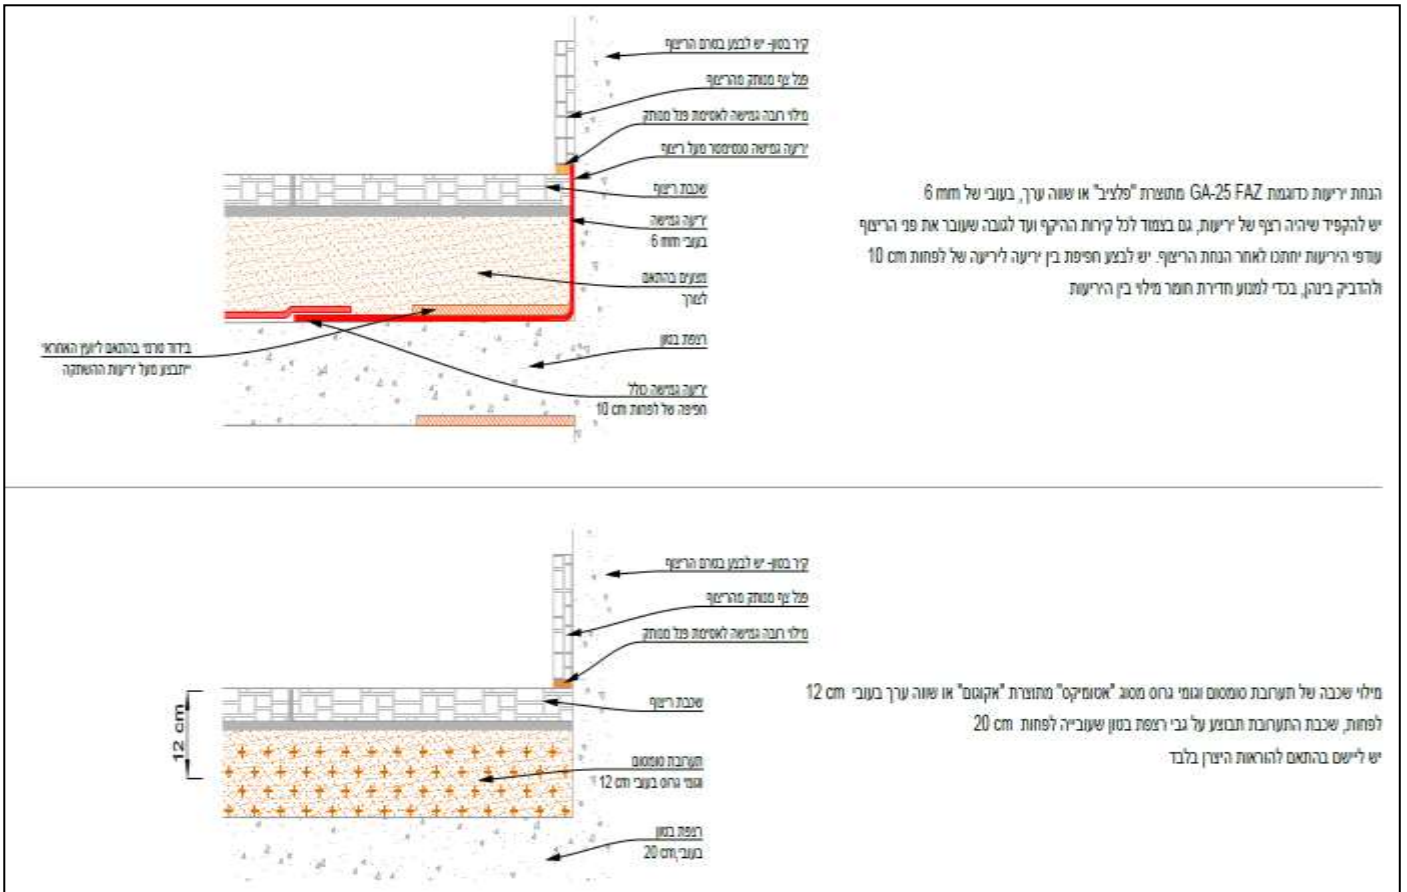 קיר בטון- יש לבצע בטרם הריצוף
פנל צף מנותק מהריצוף
מילוי רובה גמישה לאטימת פנל מנותק
יריעה גמישה סנטימטר מעל ריצוף
שכבת ריצוף
יריעה גמישה
בעובי 6 mm
מצעים בהתאם
לצורך
רצפת בטון
בידוד טרמי בהתאם ליועץ האחראי
יתבצע מעל יריעות ההשתקה
יריעה גמישה כולל
חפיפה של לפחות 10 cm
הנחת יריעות כדוגמת GA-25 FAZ מתוצרת "פלציב" או שווה ערך, בעובי של 6 mm
יש להקפיד שיהיה רצף של יריעות, גם בצמוד לכל קירות ההיקף ועד לגובה שעובר את פני הריצוף
עודפי היריעות יחתכו לאחר הנחת הריצוף. יש לבצע חפיפת בין יריעה ליריעה של לפחות 10 cm
ולהדביק בינהן, בכדי למנוע חדירת חומר מילוי בין היריעות
קיר בטון- יש לבצע בטרם הריצוף
פנל צף מנותק מהריצוף
מילוי רובה גמישה לאטימת פנל מנותק
שכבת ריצוף
12 cm
תערובת סומסום
וגומי גרוס בעובי 12 cm
רצפת בטון
בעובי 20 cm
מילוי שכבה של תערובת סומסום וגומי גרוס מסוג "אטומיקס" מתוצרת "אקוגום" או שווה ערך בעובי 12 cm
לפחות, שכבת התערובת תבוצע על גבי רצפת בטון שעובייה לפחות 20 cm
יש ליישם בהתאם להוראות היצרן בלבד